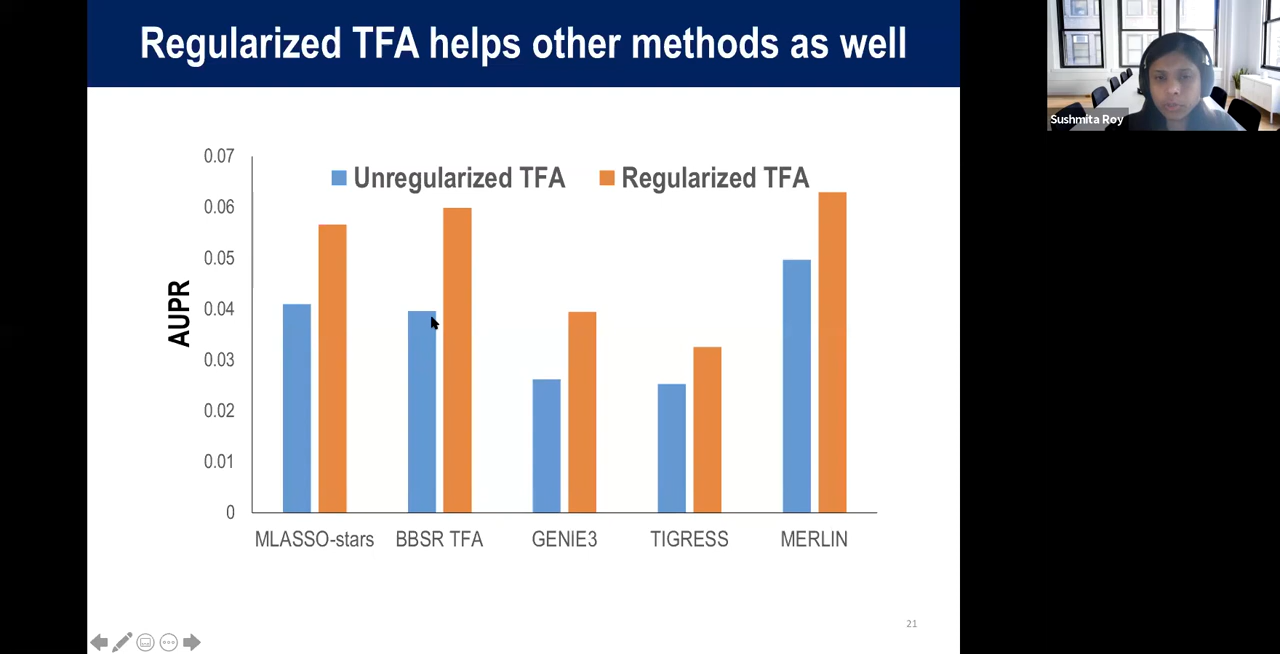 Regularized TFA helps other methods as well
Sushmita Roy
Unregularized TFA
Regularized TFA
AUPR
0.07
0.06
0.05
0.04
0.03
0.02
0.01
0
MLASSO-stars
BBSR TFA
GENIE3
TIGRESS
MERLIN
21